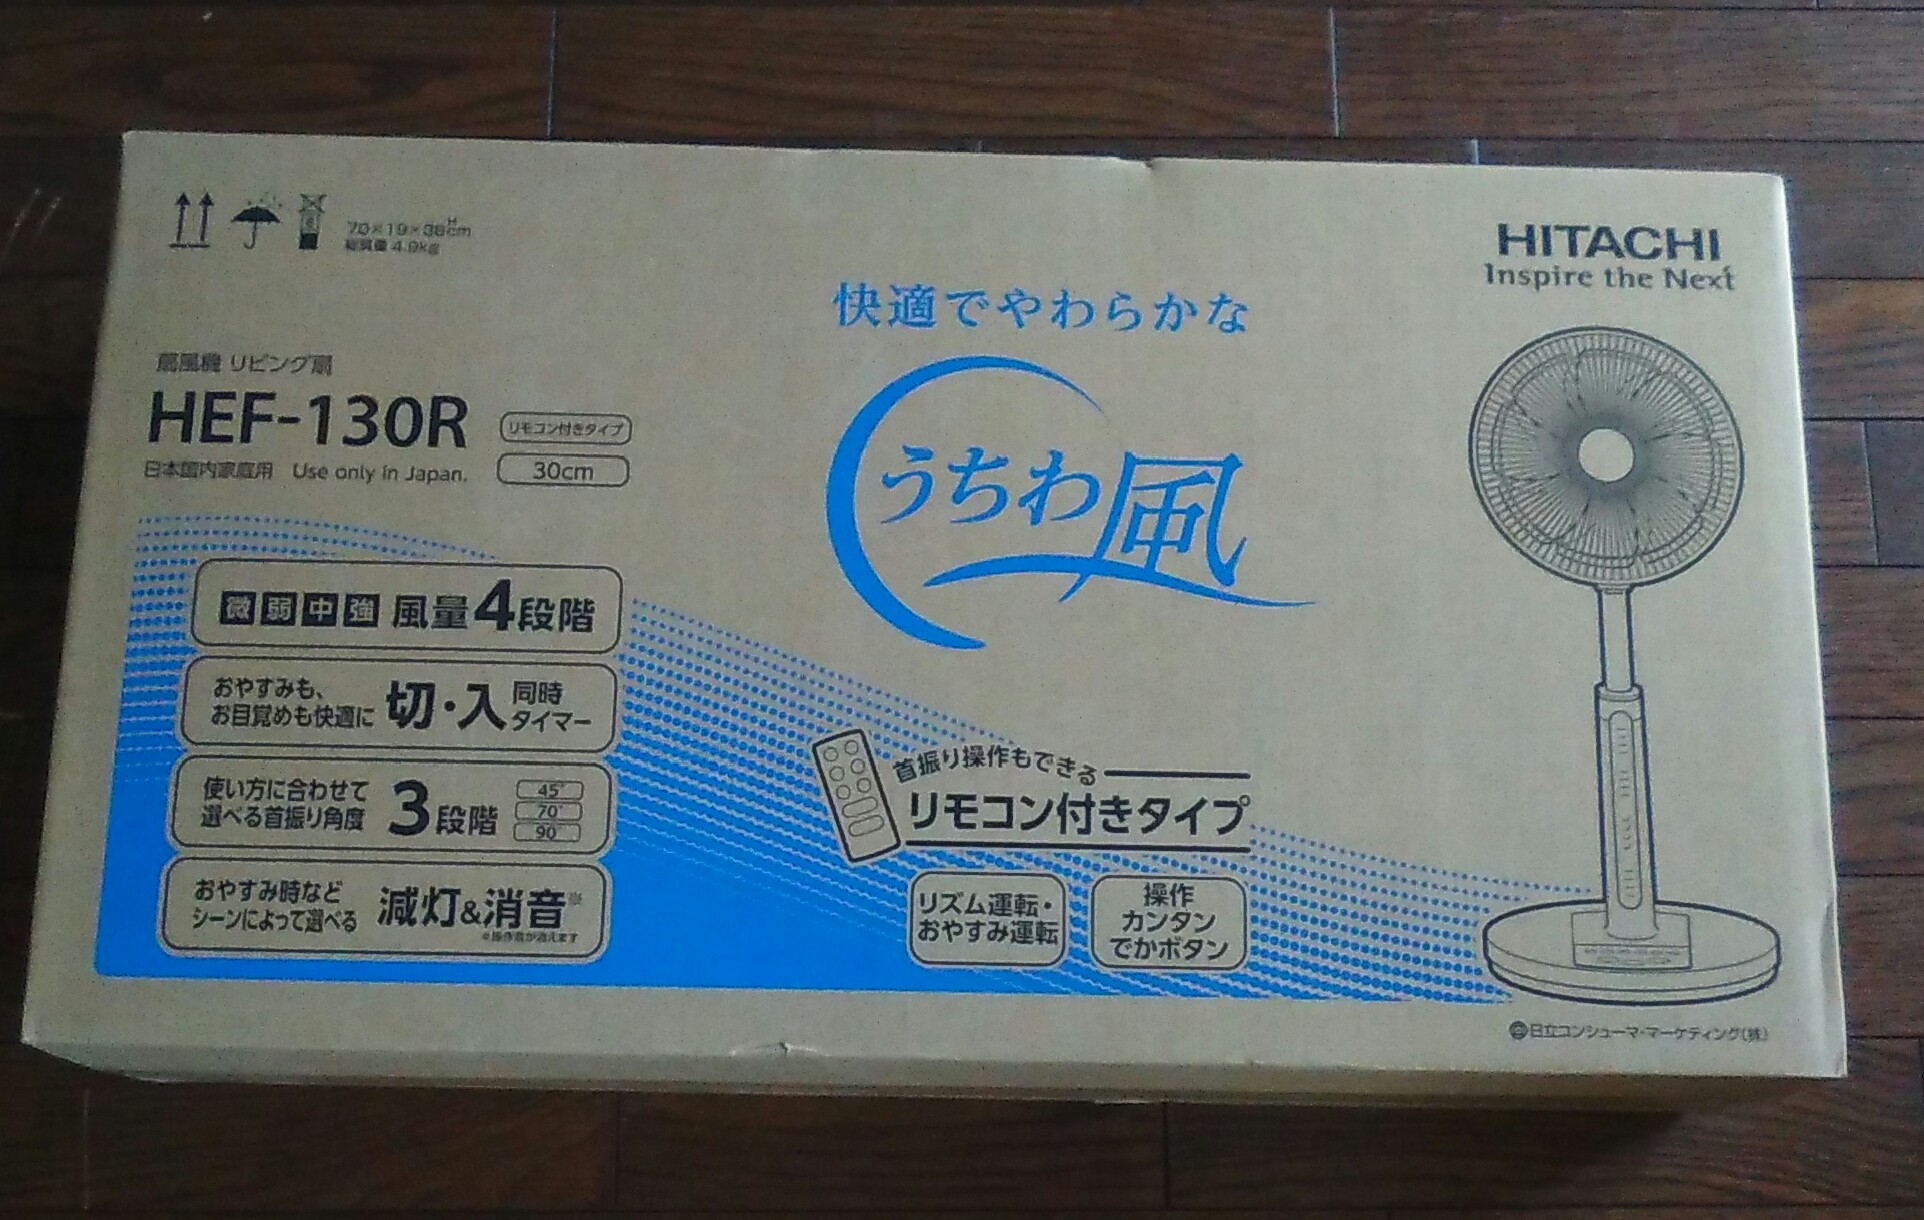 70×19×38cm
総質量 4.9kg
HITACHI
Inspire the Next
快適でやわらかな
うちわ風
扇風機 リビング扇
HEF-130R
リモコン付きタイプ
日本国内家庭用 Use only in Japan.
30cm
微 弱 中 強 風量4段階
おやすみも、
お目覚めも快適に 切・入 同時
タイマー
使い方に合わせて
選べる首振り角度 3段階
45°
70°
90°
おやすみ時など
シーンによって選べる 減灯&消音※
※操作音が消えます
首振り操作もできる
リモコン付きタイプ
リズム運転・
おやすみ運転
操作
カンタン
でかボタン
日立コンシューマ・マーケティング(株)